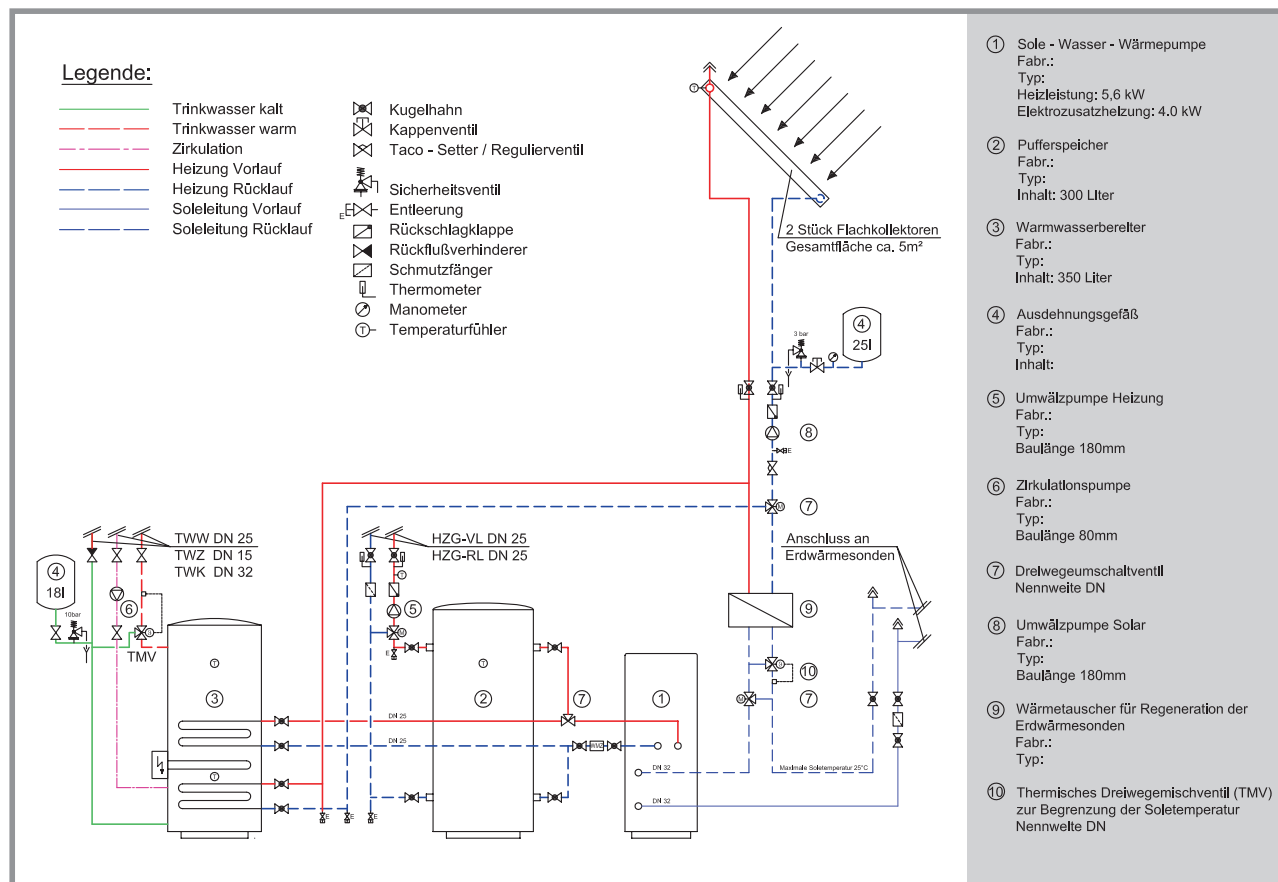 Legende:
Trinkwasser kalt
Trinkwasser warm
Zirkulation
Heizung Vorlauf
Heizung Rücklauf
Soleleitung Vorlauf
Soleleitung Rücklauf
Kugelhahn
Kappenventil
Taco - Setter / Regulierventil
Sicherheitsventil
E Entleerung
Rückschlagklappe
Rückflußverhinderer
Schmutzfänger
Thermometer
Manometer
T Temperaturfühler
T
2 Stück Flachkollektoren
Gesamtfläche ca. 5m²
3 bar
4
25l
8
E
M 7
TWW DN 25
TWZ DN 15
TWK DN 32
HZG-VL DN 25
HZG-RL DN 25
Anschluss an
Erdwärmesonden
4
18l
10bar
6
TMV
T
5
M
E
9
10
M 7
T
3
T
T
2
7
1
DN 25
DN 25
WMZ
DN 32
DN 32
Maximale Soletemperatur 25°C
E E E
1 Sole - Wasser - Wärmepumpe
Fabr.:
Typ:
Heizleistung: 5,6 kW
Elektrozusatzheizung: 4.0 kW
2 Pufferspeicher
Fabr.:
Typ:
Inhalt: 300 Liter
3 Warmwasserbereiter
Fabr.:
Typ:
Inhalt: 350 Liter
4 Ausdehnungsgefäß
Fabr.:
Typ:
Inhalt:
5 Umwälzpumpe Heizung
Fabr.:
Typ:
Baulänge 180mm
6 Zirkulationspumpe
Fabr.:
Typ:
Baulänge 80mm
7 Dreiwegeumschaltventil
Nennweite DN
8 Umwälzpumpe Solar
Fabr.:
Typ:
Baulänge 180mm
9 Wärmetauscher für Regeneration der
Erdwärmesonden
Fabr.:
Typ:
10 Thermisches Dreiwegemischventil (TMV)
zur Begrenzung der Soletemperatur
Nennweite DN